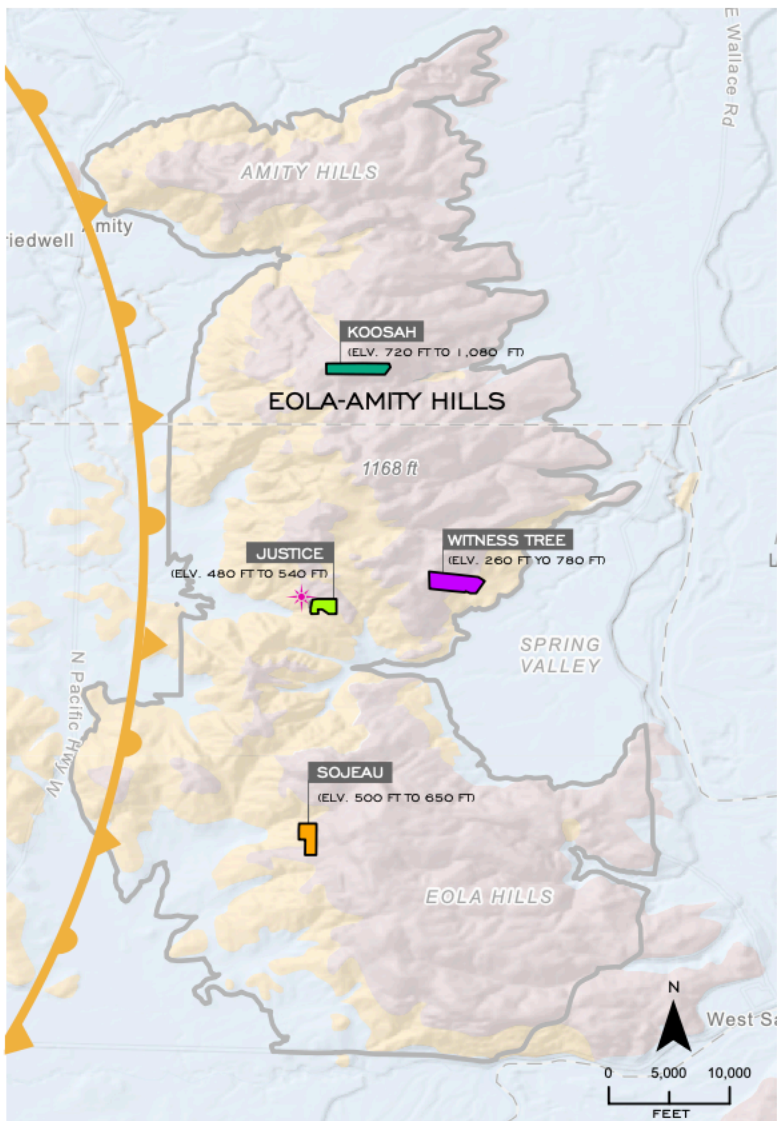 E Wallace Rd
AMITY HILLS
Amity
riedwell
KOOSAH
(ELV. 720 FT TO 1,080 FT)
EOLA-AMITY HILLS
1168 ft
JUSTICE
(ELV. 480 FT TO 540 FT)
WITNESS TREE
(ELV. 260 FT YO 780 FT)
L
SPRING
VALLEY
N Pacific Hwy W
SOJEAU
(ELV. 500 FT TO 650 FT)
EOLA HILLS
N
West Sa
0 5,000 10,000
FEET